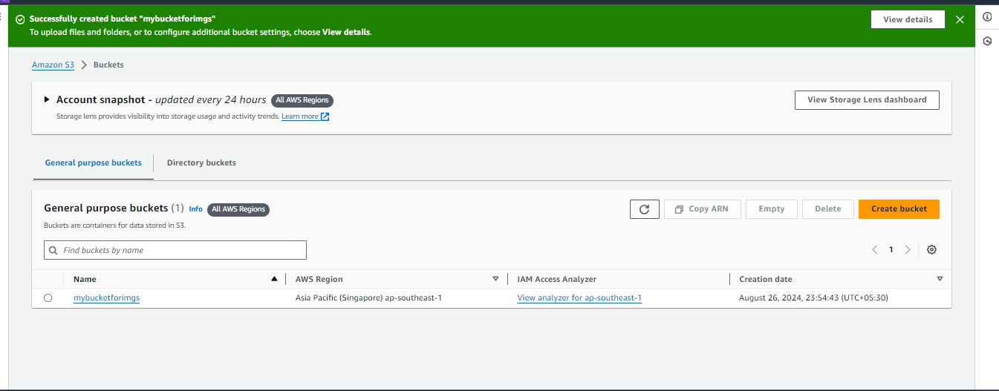 Successfully created bucket "mybucketforimgs"
To upload files and folders, or to configure additional bucket settings, choose View details.
View details
Amazon S3 > Buckets
Account snapshot - updated every 24 hours All AWS Regions
Storage lens provides visibility into storage usage and activity trends. Learn more
View Storage Lens dashboard
General purpose buckets Directory buckets
General purpose buckets (1) Info All AWS Regions
Buckets are containers for data stored in S3.
Copy ARN Empty Delete Create bucket
Find buckets by name
1
Name AWS Region IAM Access Analyzer Creation date
mybucketforimgs Asia Pacific (Singapore) ap-southeast-1 View analyzer for ap-southeast-1 August 26, 2024, 23:54:43 (UTC+05:30)